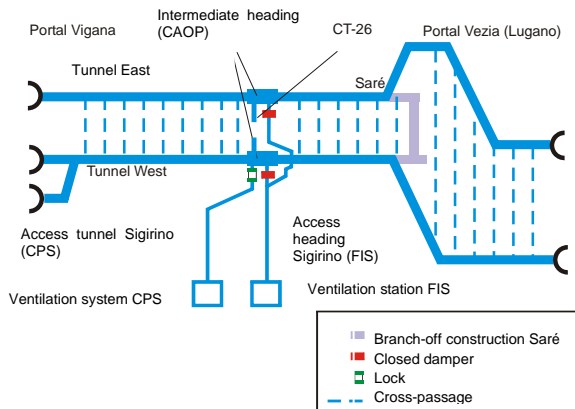 Intermediate heading
(CAOP)
CT-26
Portal Vigana
Portal Vezia (Lugano)
Tunnel East
Saré
Tunnel West
Access tunnel Sigirino
(CPS)
Access
heading
Sigirino (FIS)
Ventilation system CPS
Ventilation station FIS
Branch-off construction Saré
Closed damper
Lock
Cross-passage